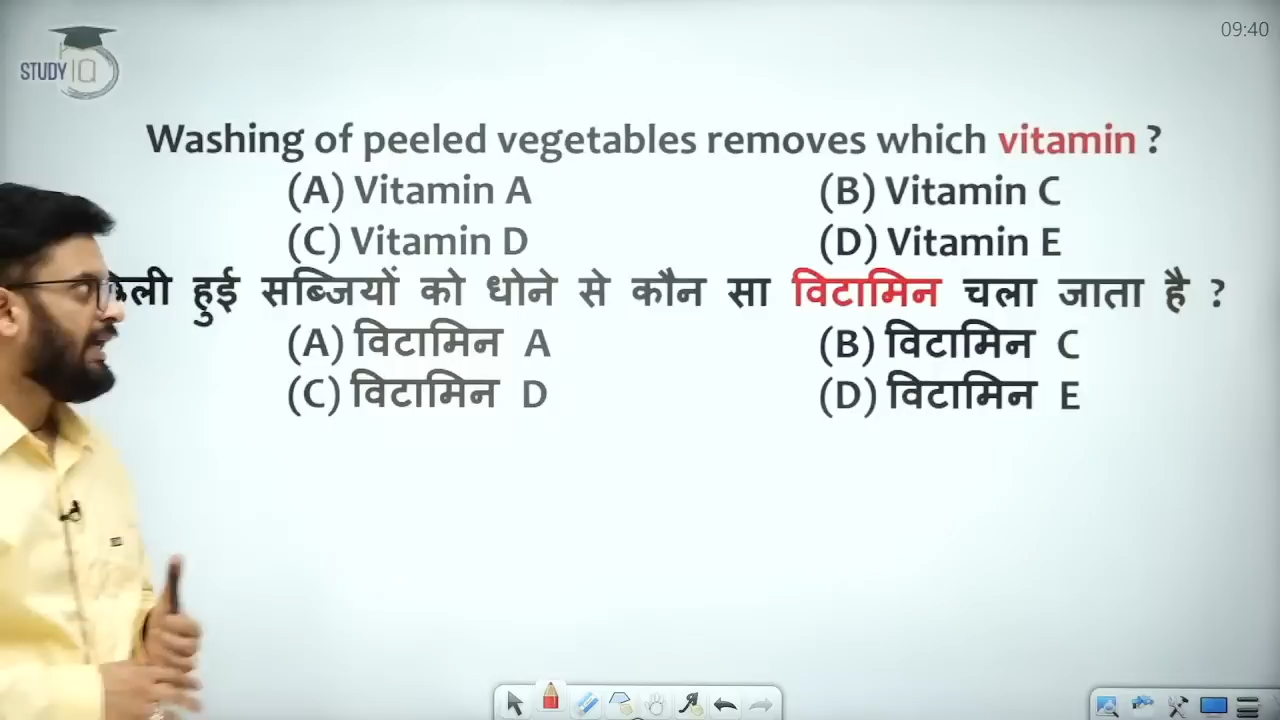 09:40
STUDY IQ
Washing of peeled vegetables removes which vitamin ?
(A) Vitamin A (B) Vitamin C
(C) Vitamin D (D) Vitamin E
हुई सब्जियों को धोने से कौन सा विटामिन चला जाता है ?
(A) विटामिन A (B) विटामिन C
(C) विटामिन D (D) विटामिन E